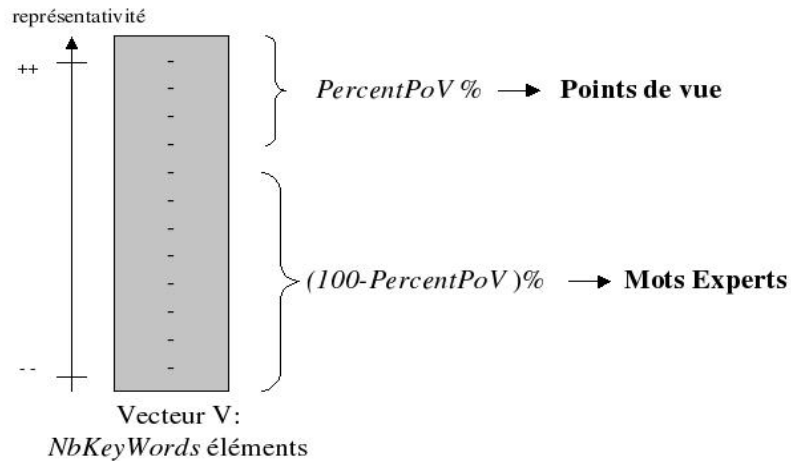 représentativité
++
PercentPoV % Points de vue
(100-PercentPoV)% Mots Experts
--
Vecteur V:
NbKeyWords éléments